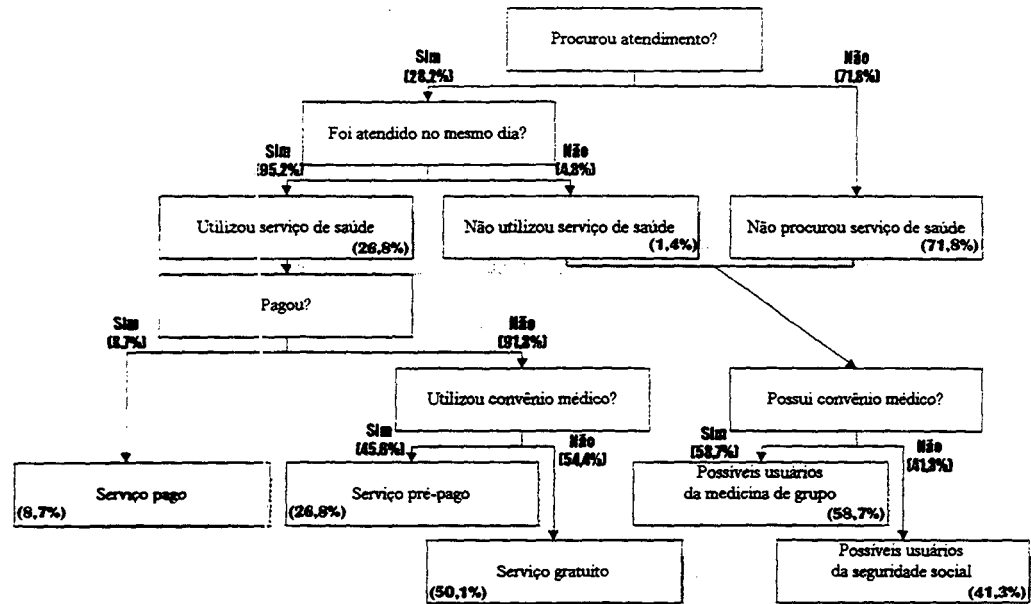 Procurou atendimento?
Sim
(28,2%)
Não
(71,8%)
Foi atendido no mesmo dia?
Sim
(95,2%)
Não
(4,8%)
Utilizou serviço de saúde
(26,8%)
Não utilizou serviço de saúde
(1,4%)
Não procurou serviço de saúde
(71,8%)
Pagou?
Sim
(8,7%)
Não
(91,3%)
Utilizou convênio médico?
Possui convênio médico?
Sim
(45,6%)
Não
(54,4%)
Sim
(58,7%)
Não
(41,3%)
Serviço pago
(8,7%)
Serviço pré-pago
(26,8%)
Possíveis usuários
da medicina de grupo
(58,7%)
Serviço gratuito
(50,1%)
Possíveis usuários
da seguridade social
(41,3%)